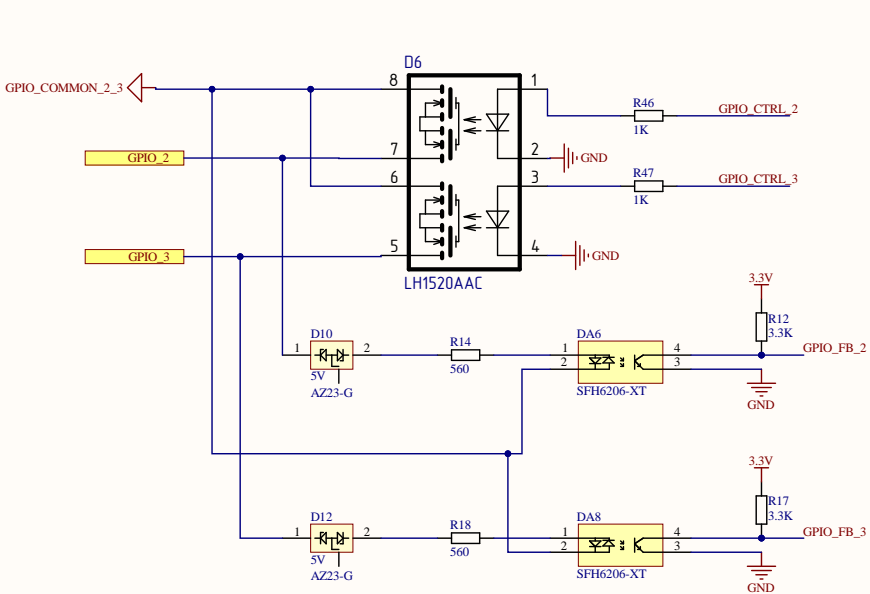 D6
GPIO_COMMON_2_3
8
1
R46
GPIO_CTRL_2
1K
GPIO_2
7
2
GND
6
3
R47
GPIO_CTRL_3
1K
GPIO_3
5
4
GND
LH1520AAC
3.3V
R12
3.3K
D10
R14
DA6
GPIO_FB_2
1
2
1
4
2
3
5V
560
AZ23-G
SFH6206-XT
GND
3.3V
R17
3.3K
D12
R18
DA8
GPIO_FB_3
1
2
1
4
2
3
5V
560
AZ23-G
SFH6206-XT
GND